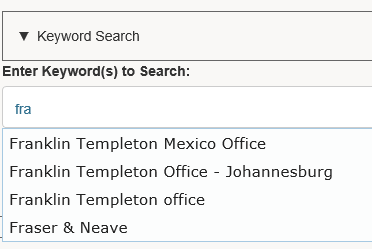 ▼ Keyword Search
Enter Keyword(s) to Search:
fra
Franklin Templeton Mexico Office
Franklin Templeton Office - Johannesburg
Franklin Templeton office
Fraser & Neave